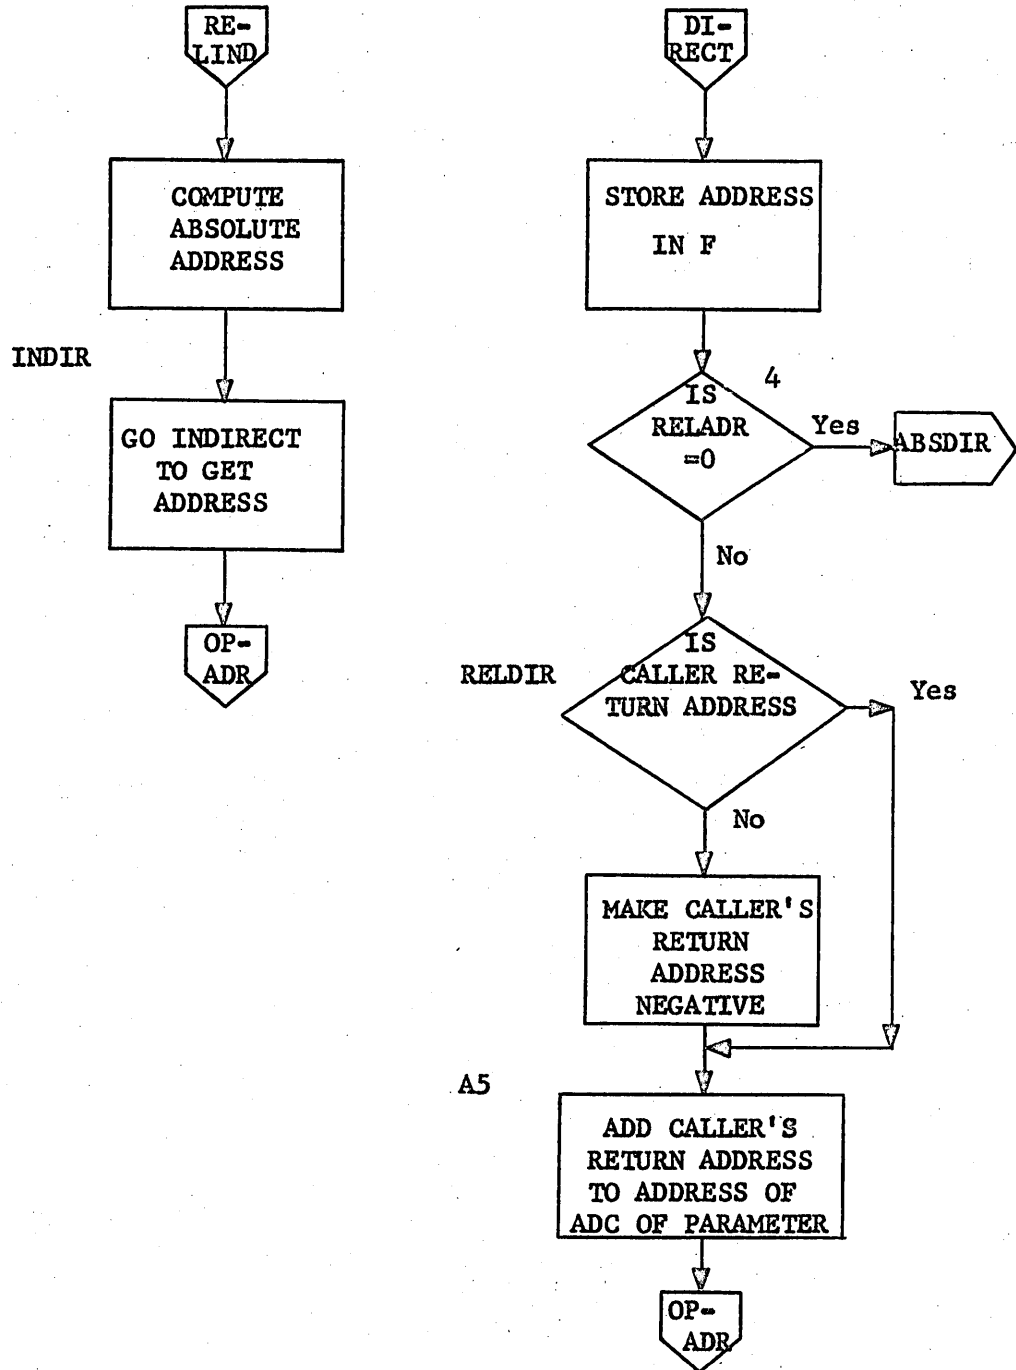 RE-
LIND
COMPUTE
ABSOLUTE
ADDRESS
INDIR
GO INDIRECT
TO GET
ADDRESS
OP-
ADR
DI-
RECT
STORE ADDRESS
IN F
4
IS
RELADR
=0
Yes
ABSDIR
No
RELDIR
IS
CALLER RE-
TURN ADDRESS
Yes
No
MAKE CALLER'S
RETURN
ADDRESS
NEGATIVE
A5
ADD CALLER'S
RETURN ADDRESS
TO ADDRESS OF
ADC OF PARAMETER
OP-
ADR